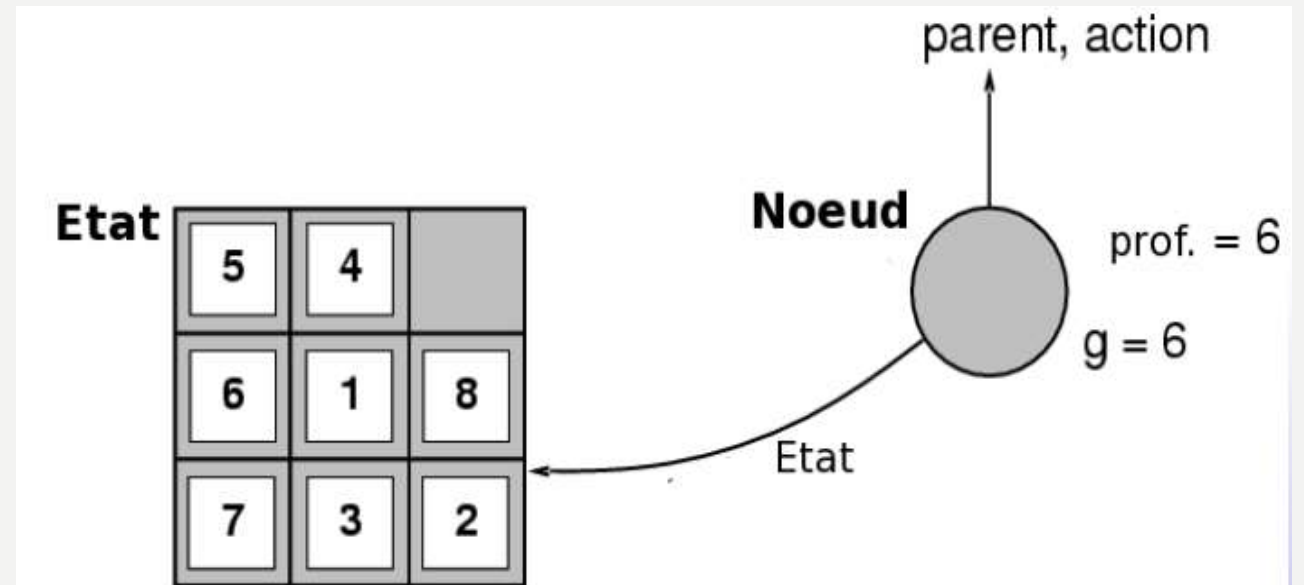 parent, action
Etat
Noeud
5 4
prof. = 6
g = 6
6 1 8
Etat
7 3 2